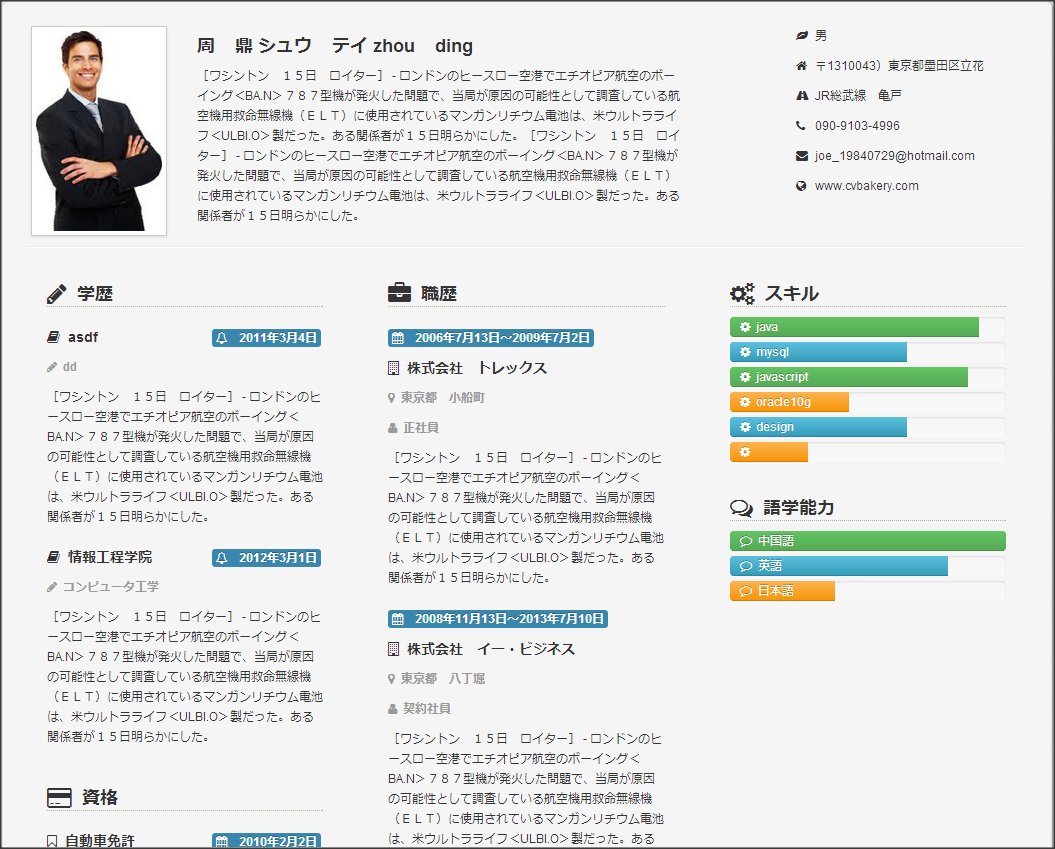 周　鼎 シュウ　テイ zhou　ding
［ワシントン　１５日　ロイター］ - ロンドンのヒースロー空港でエチオピア航空のボー
イング＜BA.N＞７８７型機が発火した問題で、当局が原因の可能性として調査している航
空機用救命無線機（ＥＬＴ）に使用されているマンガンリチウム電池は、米ウルトラライ
フ＜ULBI.O＞製だった。ある関係者が１５日明らかにした。［ワシントン　１５日　ロイ
ター］ - ロンドンのヒースロー空港でエチオピア航空のボーイング＜BA.N＞７８７型機が
発火した問題で、当局が原因の可能性として調査している航空機用救命無線機（ＥＬＴ）
に使用されているマンガンリチウム電池は、米ウルトラライフ＜ULBI.O＞製だった。ある
関係者が１５日明らかにした。
男
〒1310043）東京都墨田区立花
JR総武線　亀戸
090-9103-4996
joe_19840729@hotmail.com
www.cvbakery.com
学歴
asdf 2011年3月4日
dd
［ワシントン　１５日　ロイター］ - ロンドンのヒ
ースロー空港でエチオピア航空のボーイング＜
BA.N＞７８７型機が発火した問題で、当局が原因
の可能性として調査している航空機用救命無線機
（ＥＬＴ）に使用されているマンガンリチウム電池
は、米ウルトラライフ＜ULBI.O＞製だった。ある
関係者が１５日明らかにした。
情報工程学院 2012年3月1日
コンピュータ工学
［ワシントン　１５日　ロイター］ - ロンドンのヒ
ースロー空港でエチオピア航空のボーイング＜
BA.N＞７８７型機が発火した問題で、当局が原因
の可能性として調査している航空機用救命無線機
（ＥＬＴ）に使用されているマンガンリチウム電池
は、米ウルトラライフ＜ULBI.O＞製だった。ある
関係者が１５日明らかにした。
資格
自動車免許 2010年2月2日
職歴
2006年7月13日～2009年7月2日
株式会社　トレックス
東京都　小船町
正社員
［ワシントン　１５日　ロイター］ - ロンドンのヒ
ースロー空港でエチオピア航空のボーイング＜
BA.N＞７８７型機が発火した問題で、当局が原因
の可能性として調査している航空機用救命無線機
（ＥＬＴ）に使用されているマンガンリチウム電池
は、米ウルトラライフ＜ULBI.O＞製だった。ある
関係者が１５日明らかにした。
2008年11月13日～2013年7月10日
株式会社　イー・ビジネス
東京都　八丁堀
契約社員
［ワシントン　１５日　ロイター］ - ロンドンのヒ
ースロー空港でエチオピア航空のボーイング＜
BA.N＞７８７型機が発火した問題で、当局が原因
の可能性として調査している航空機用救命無線機
（ＥＬＴ）に使用されているマンガンリチウム電池
は、米ウルトラライフ＜ULBI.O＞製だった。ある
スキル
java
mysql
javascript
oracle10g
design
語学能力
中国語
英語
日本語